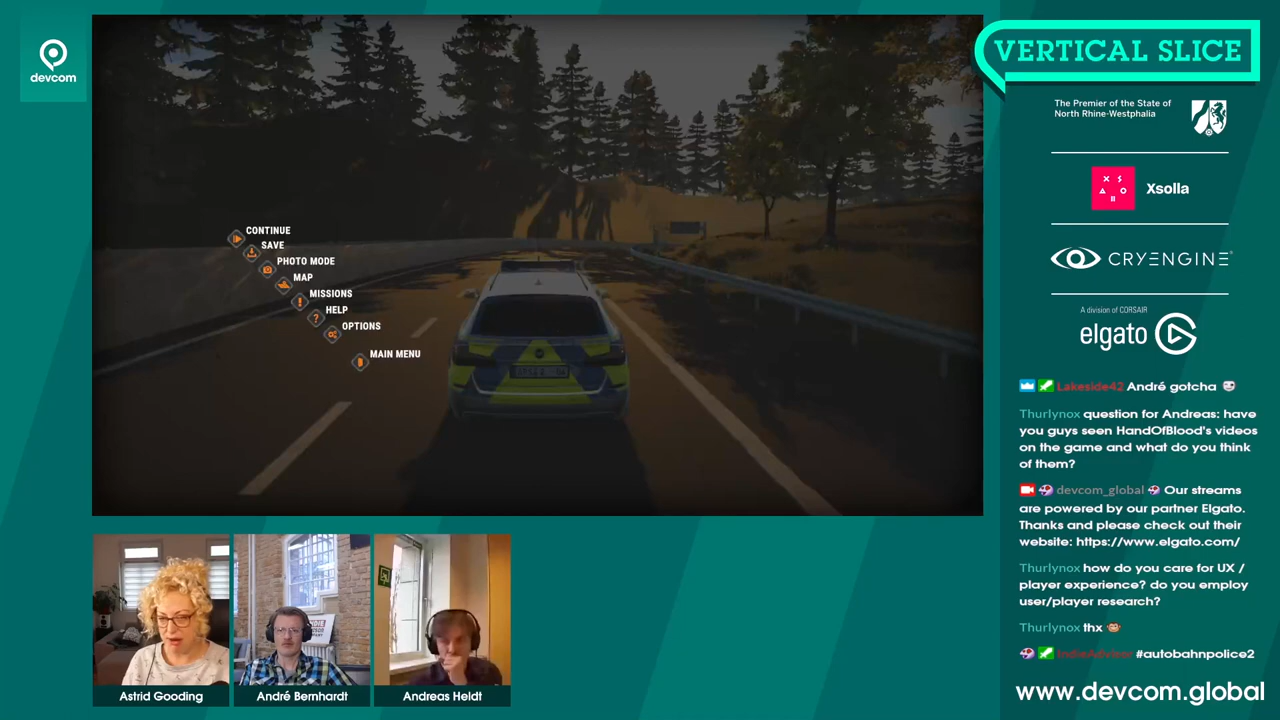 devcom
CONTINUE
SAVE
PHOTO MODE
MAP
MISSIONS
HELP
OPTIONS
MAIN MENU
Astrid Gooding
André Bernhardt
Andreas Heldt
VERTICAL SLICE
The Premier of the State of
North Rhine-Westphalia
Xsolla
CRYENGINE
A division of CORSAIR
elgato
Lakeside42 André gotcha
Thurlynox question for Andreas: have
you guys seen HandOfBlood's videos
on the game and what do you think
of them?
devcom_global Our streams
are powered by our partner Elgato.
Thanks and please check out their
website: https://www.elgato.com/
Thurlynox how do you care for UX /
player experience? do you employ
user/player research?
Thurlynox thx
IndieAdvisor #autobahnpolice2
www.devcom.global